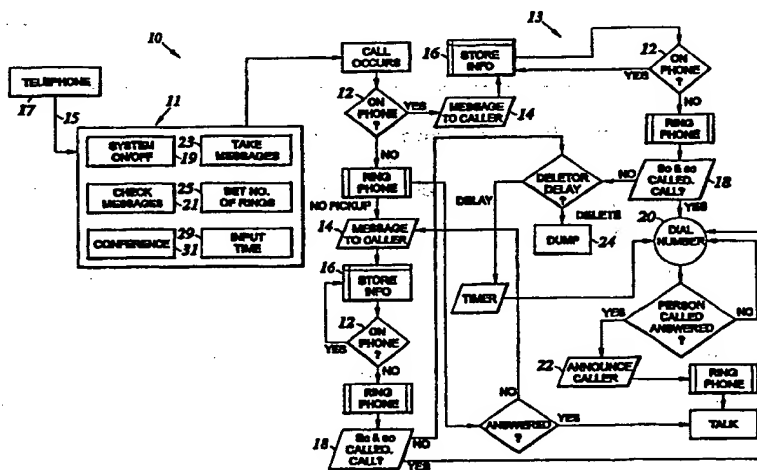 10
13
TELEPHONE
17
15
11
SYSTEM
ON/OFF
19
23
TAKE
MESSAGES
CHECK
MESSAGES
21
25
SET NO.
OF RINGS
CONFERENCE
31
29
INPUT
TIME
CALL
OCCURS
12
ON
PHONE
?
YES
MESSAGE
TO CALLER
14
16
STORE
INFO
12
ON
PHONE
?
YES
NO
RING
PHONE
So & so
CALLED,
CALL?
18
NO
YES
DELETOR
DELAY
?
DELAY
DELETE
DUMP
24
TIMER
20
DIAL
NUMBER
PERSON
CALLED
ANSWERED
?
YES
NO
22
ANNOUNCE
CALLER
RING
PHONE
TALK
NO
RING
PHONE
NO PICKUP
14
MESSAGE
TO CALLER
16
STORE
INFO
12
ON
PHONE
?
YES
NO
RING
PHONE
18
So & so
CALLED,
CALL?
NO
YES
ANSWERED
?
NO
YES